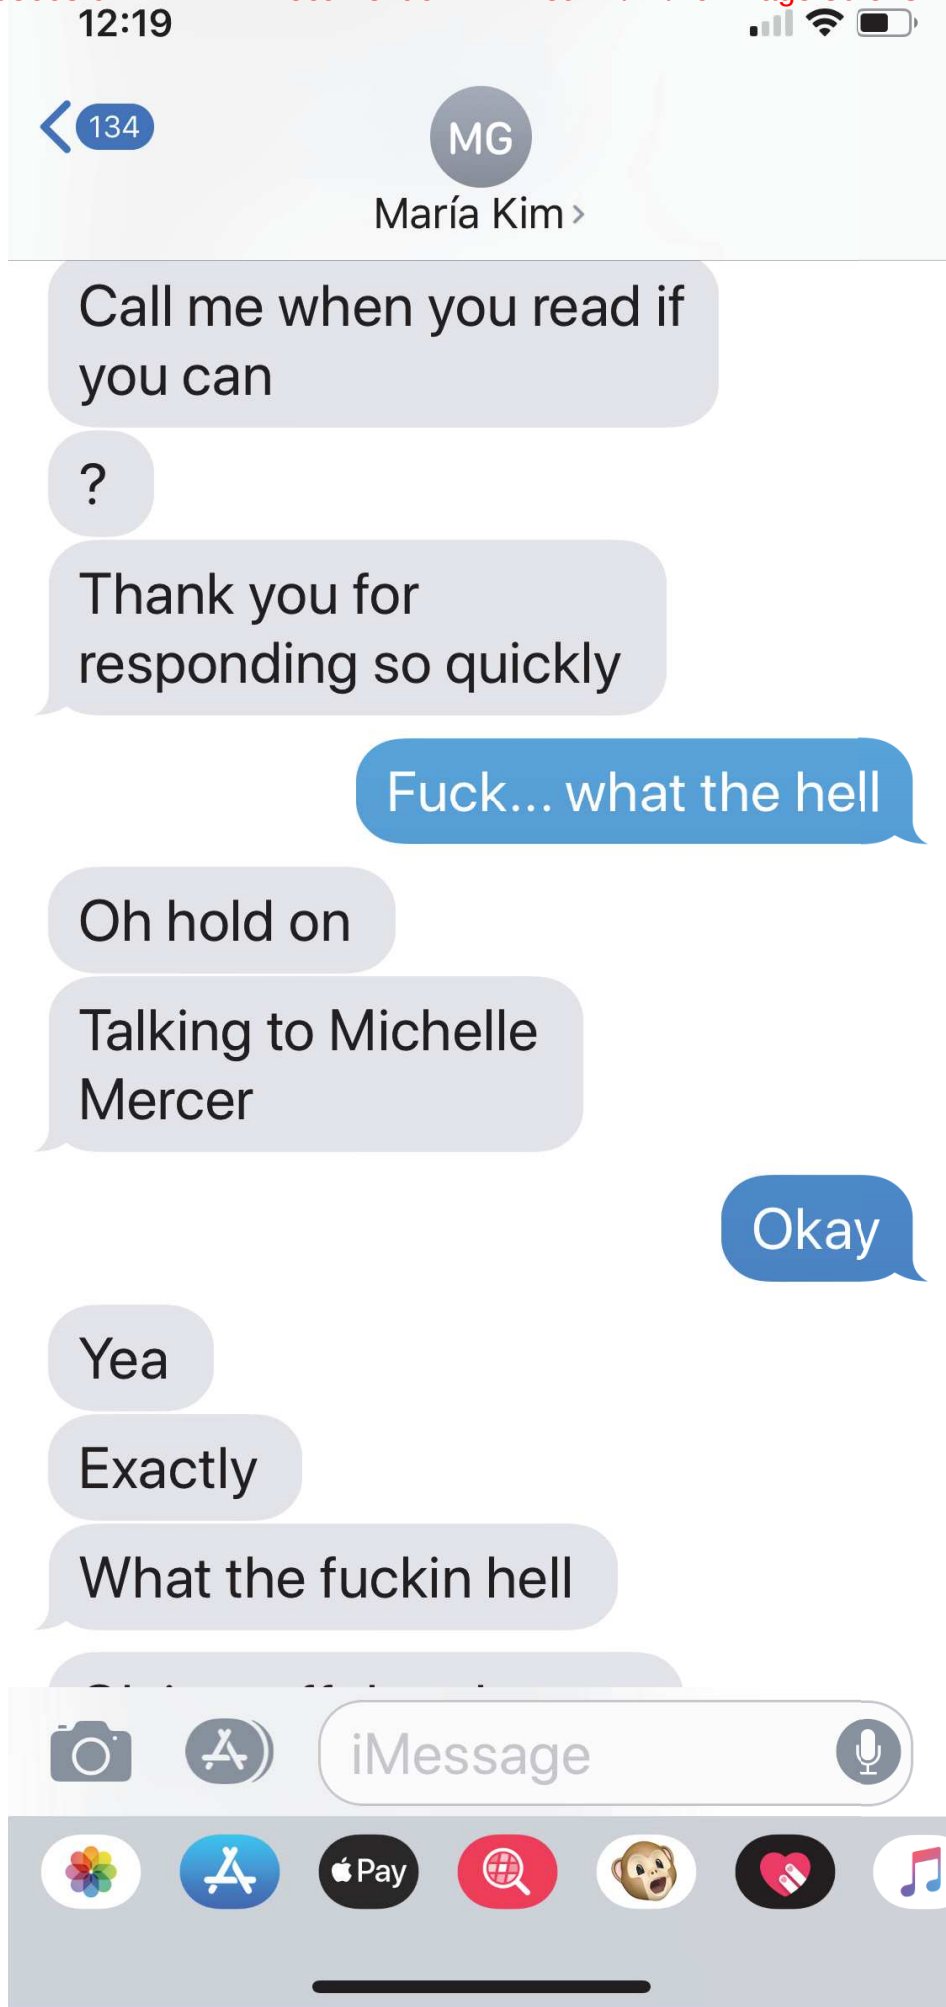 12:19
134
MG
María Kim
Call me when you read if
you can
?
Thank you for
responding so quickly
Fuck... what the hell
Oh hold on
Talking to Michelle
Mercer
Okay
Yea
Exactly
What the fuckin hell
iMessage
Pay